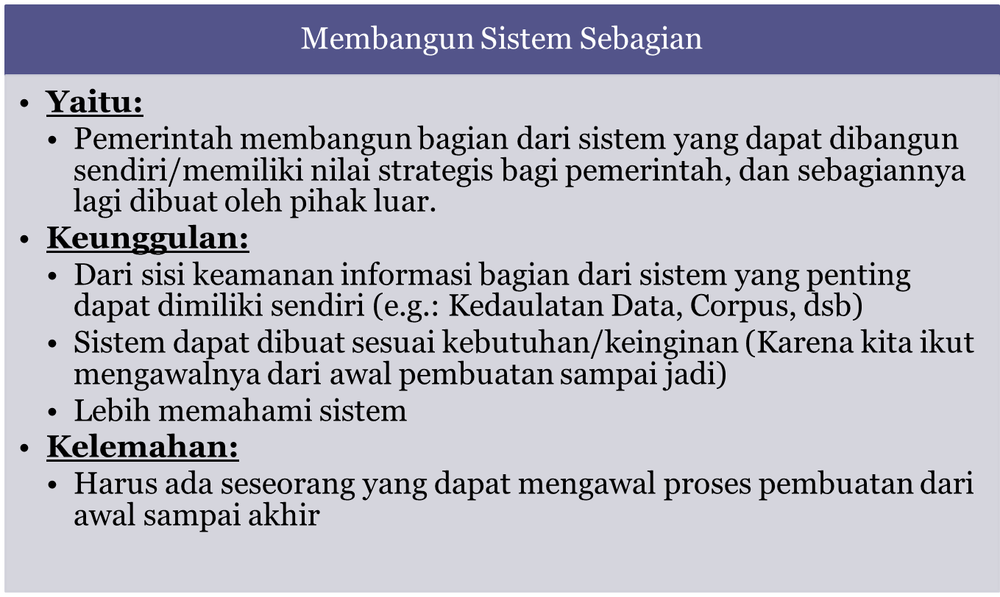 Membangun Sistem Sebagian
• Yaitu:
• Pemerintah membangun bagian dari sistem yang dapat dibangun
sendiri/memiliki nilai strategis bagi pemerintah, dan sebagiannya
lagi dibuat oleh pihak luar.
• Keunggulan:
• Dari sisi keamanan informasi bagian dari sistem yang penting
dapat dimiliki sendiri (e.g.: Kedaulatan Data, Corpus, dsb)
• Sistem dapat dibuat sesuai kebutuhan/keinginan (Karena kita ikut
mengawalnya dari awal pembuatan sampai jadi)
• Lebih memahami sistem
• Kelemahan:
• Harus ada seseorang yang dapat mengawal proses pembuatan dari
awal sampai akhir